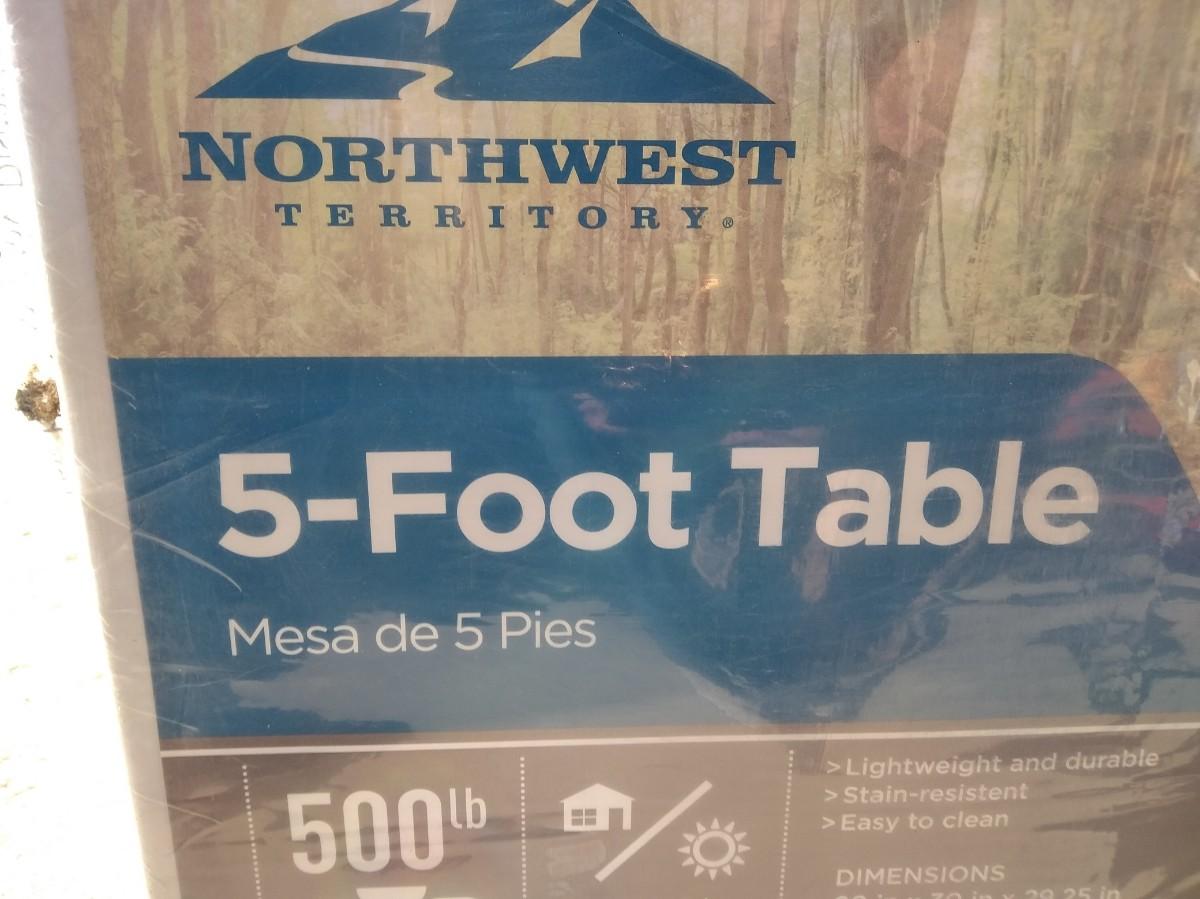 NORTHWEST
TERRITORY®
5-Foot Table
Mesa de 5 Pies
500lb
>Lightweight and durable
>Stain-resistent
>Easy to clean
DIMENSIONS